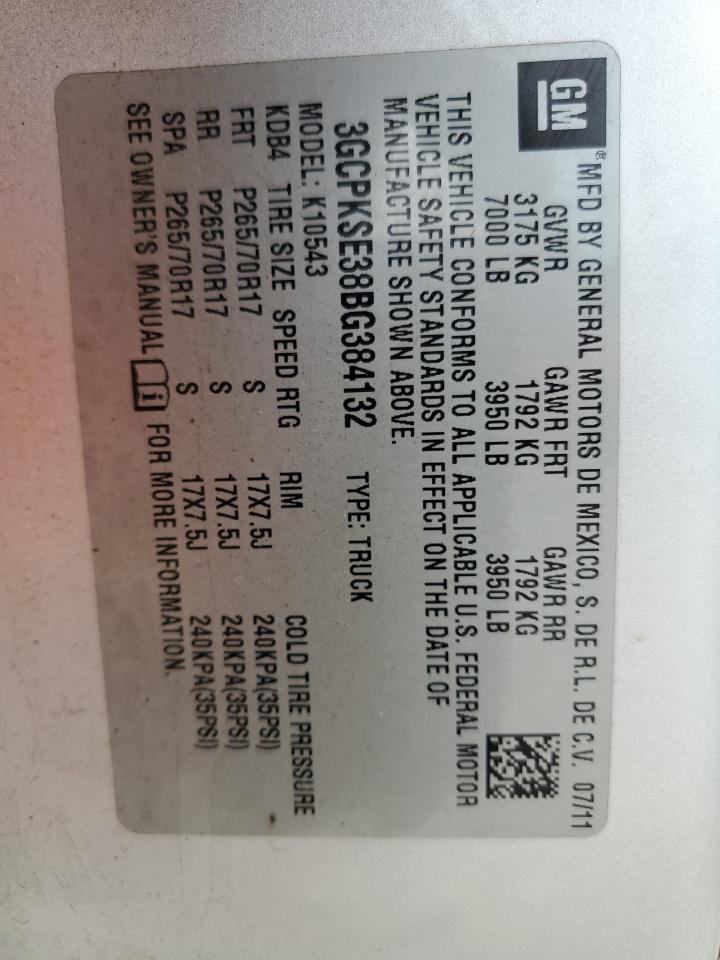 GM
® MFD BY GENERAL MOTORS DE MEXICO, S. DE R.L. DE C.V. 07/11
GVWR GAWR FRT GAWR RR
3175 KG 1792 KG 1792 KG
7000 LB 3950 LB 3950 LB
THIS VEHICLE CONFORMS TO ALL APPLICABLE U.S. FEDERAL MOTOR
VEHICLE SAFETY STANDARDS IN EFFECT ON THE DATE OF
MANUFACTURE SHOWN ABOVE.
3GCPKSE38BG384132 TYPE: TRUCK
MODEL: K10543
KDB4 TIRE SIZE SPEED RTG RIM COLD TIRE PRESSURE
FRT P265/70R17 S 17X7.5J 240KPA(35PSI)
RR P265/70R17 S 17X7.5J 240KPA(35PSI)
SPA P265/70R17 S 17X7.5J 240KPA(35PSI)
SEE OWNER'S MANUAL i FOR MORE INFORMATION.